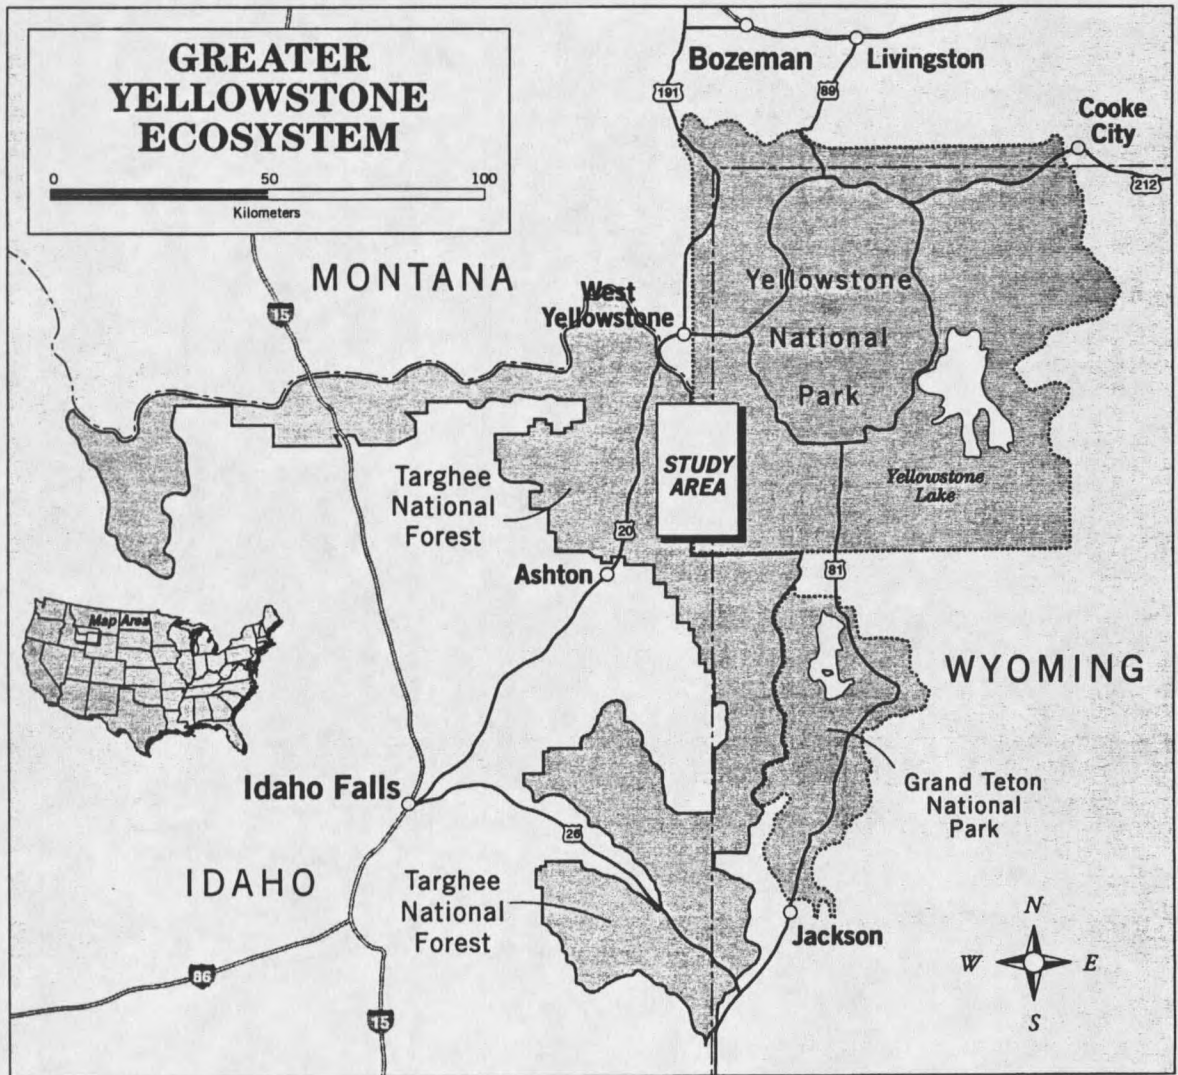 GREATER
YELLOWSTONE
ECOSYSTEM
0 50 100
Kilometers
Bozeman
Livingston
191
89
Cooke
City
212
MONTANA
15
West
Yellowstone
Yellowstone
National
Park
STUDY
AREA
Yellowstone
Lake
Targhee
National
Forest
20
Ashton
81
Map Area
WYOMING
Idaho Falls
26
Grand Teton
National
Park
IDAHO
Targhee
National
Forest
Jackson
86
15
N
W E
S